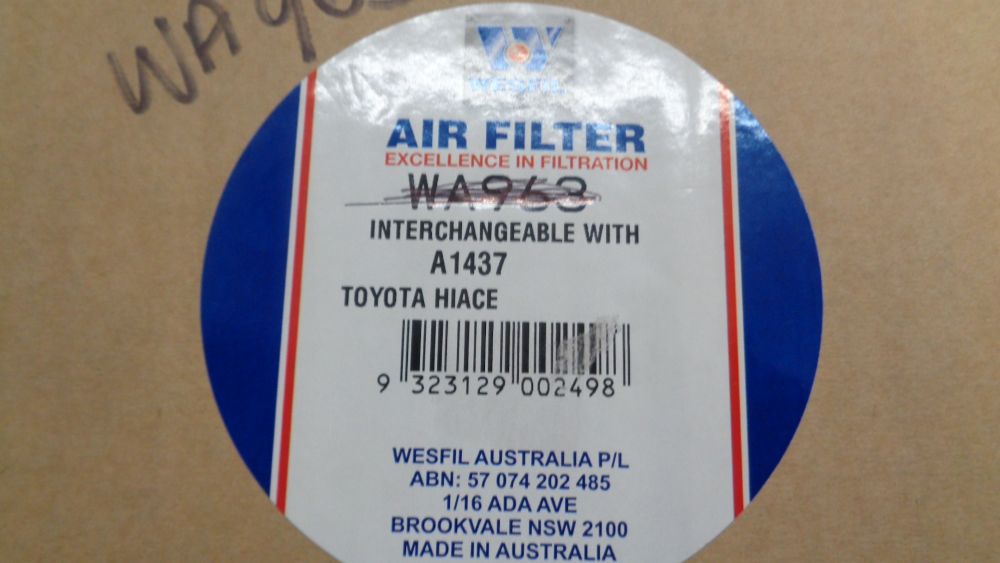 WESFIL
AIR FILTER
EXCELLENCE IN FILTRATION
WA963
INTERCHANGEABLE WITH
A1437
TOYOTA HIACE
9 323129 002498
WESFIL AUSTRALIA P/L
ABN: 57 074 202 485
1/16 ADA AVE
BROOKVALE NSW 2100
MADE IN AUSTRALIA